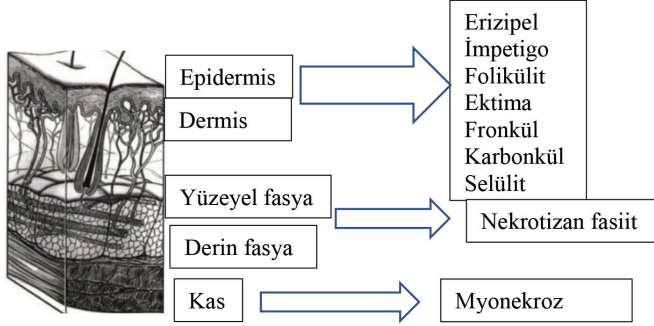 Epidermis
Dermis
Yüzeyel fasya
Derin fasya
Kas
Erizipel
İmpetigo
Folikülit
Ektima
Fronkül
Karbonkül
Selülit
Nekrotizan fasiit
Myonekroz